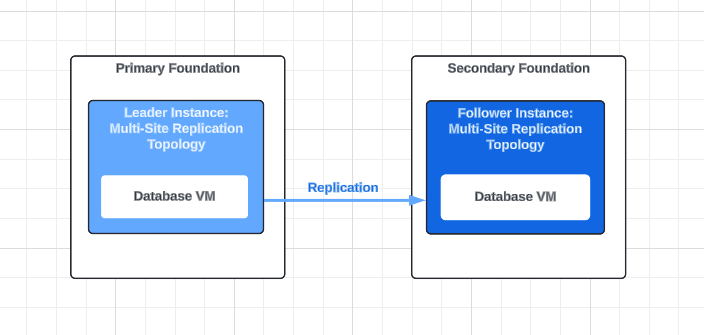 Primary Foundation
Secondary Foundation
Leader Instance:
Multi-Site Replication
Topology
Database VM
Replication
Follower Instance:
Multi-Site Replication
Topology
Database VM